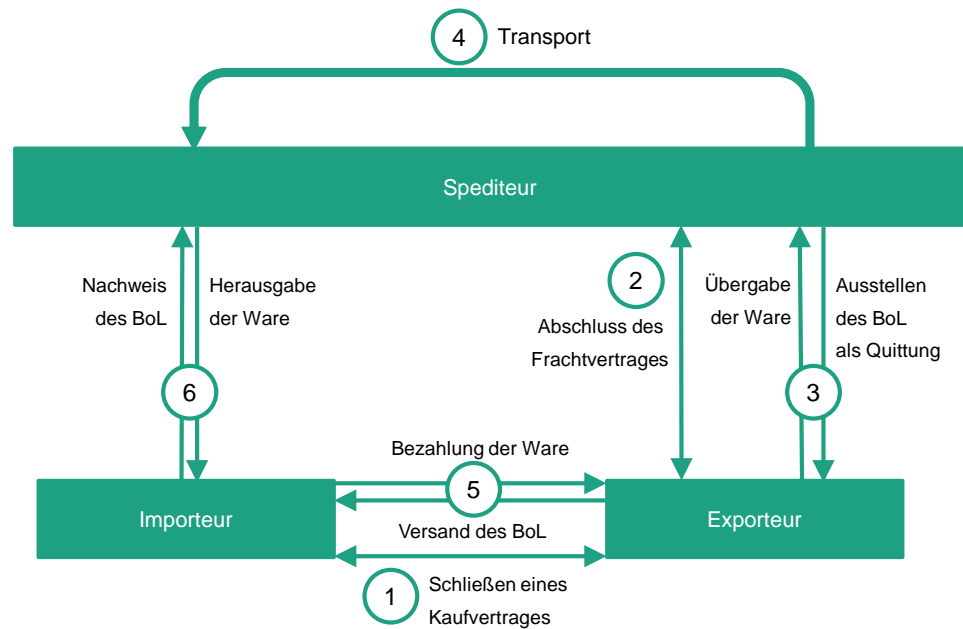 4 Transport
Spediteur
Nachweis
des BoL
Herausgabe
der Ware
2
Abschluss des
Frachtvertrages
Übergabe
der Ware
Ausstellen
des BoL
als Quittung
6
3
Bezahlung der Ware
5
Versand des BoL
Importeur
Exporteur
1
Schließen eines
Kaufvertrages